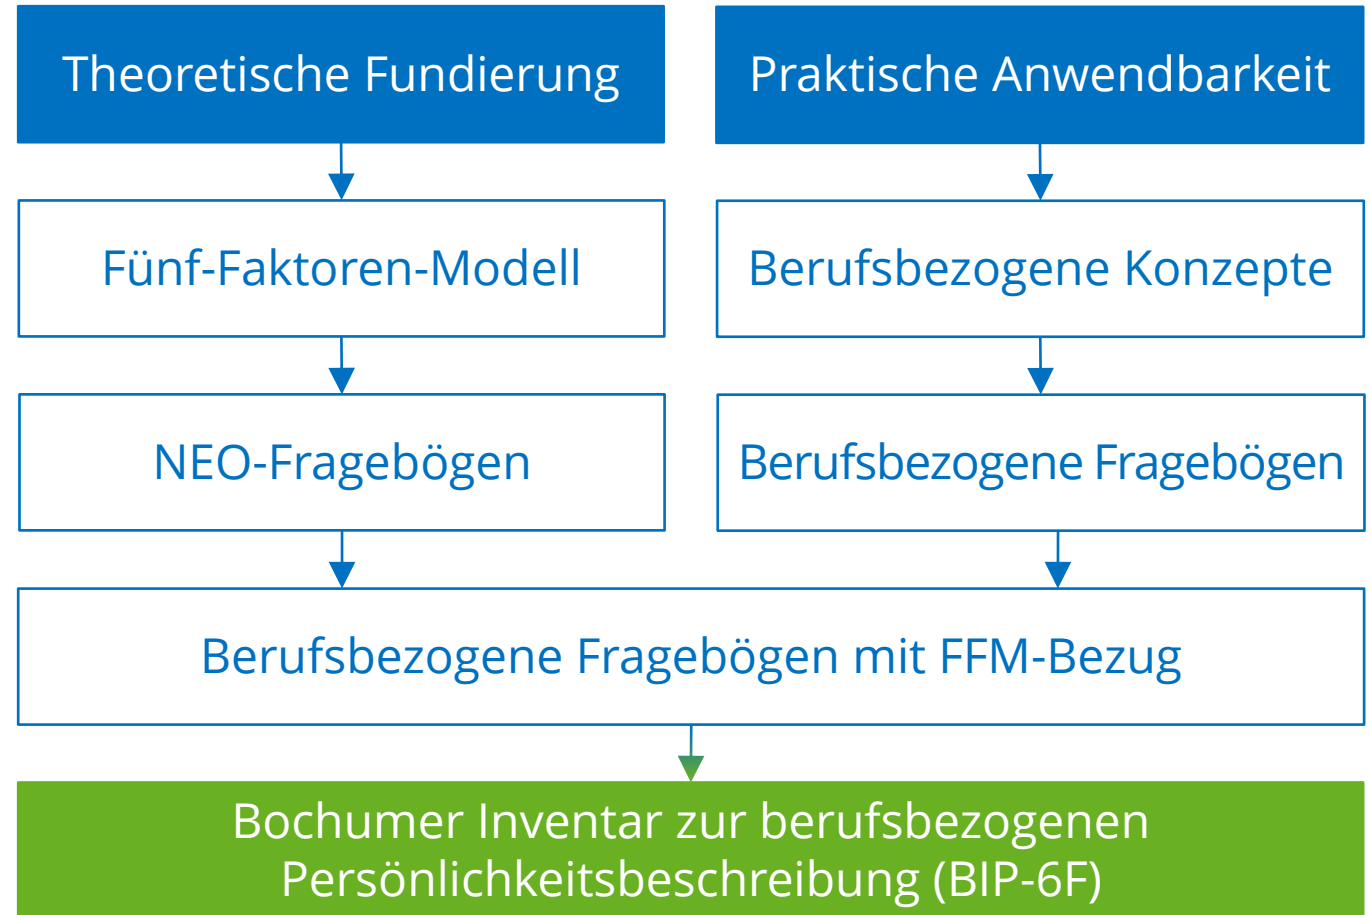 Theoretische Fundierung
Praktische Anwendbarkeit
Fünf-Faktoren-Modell
Berufsbezogene Konzepte
NEO-Fragebögen
Berufsbezogene Fragebögen
Berufsbezogene Fragebögen mit FFM-Bezug
Bochumer Inventar zur berufsbezogenen
Persönlichkeitsbeschreibung (BIP-6F)